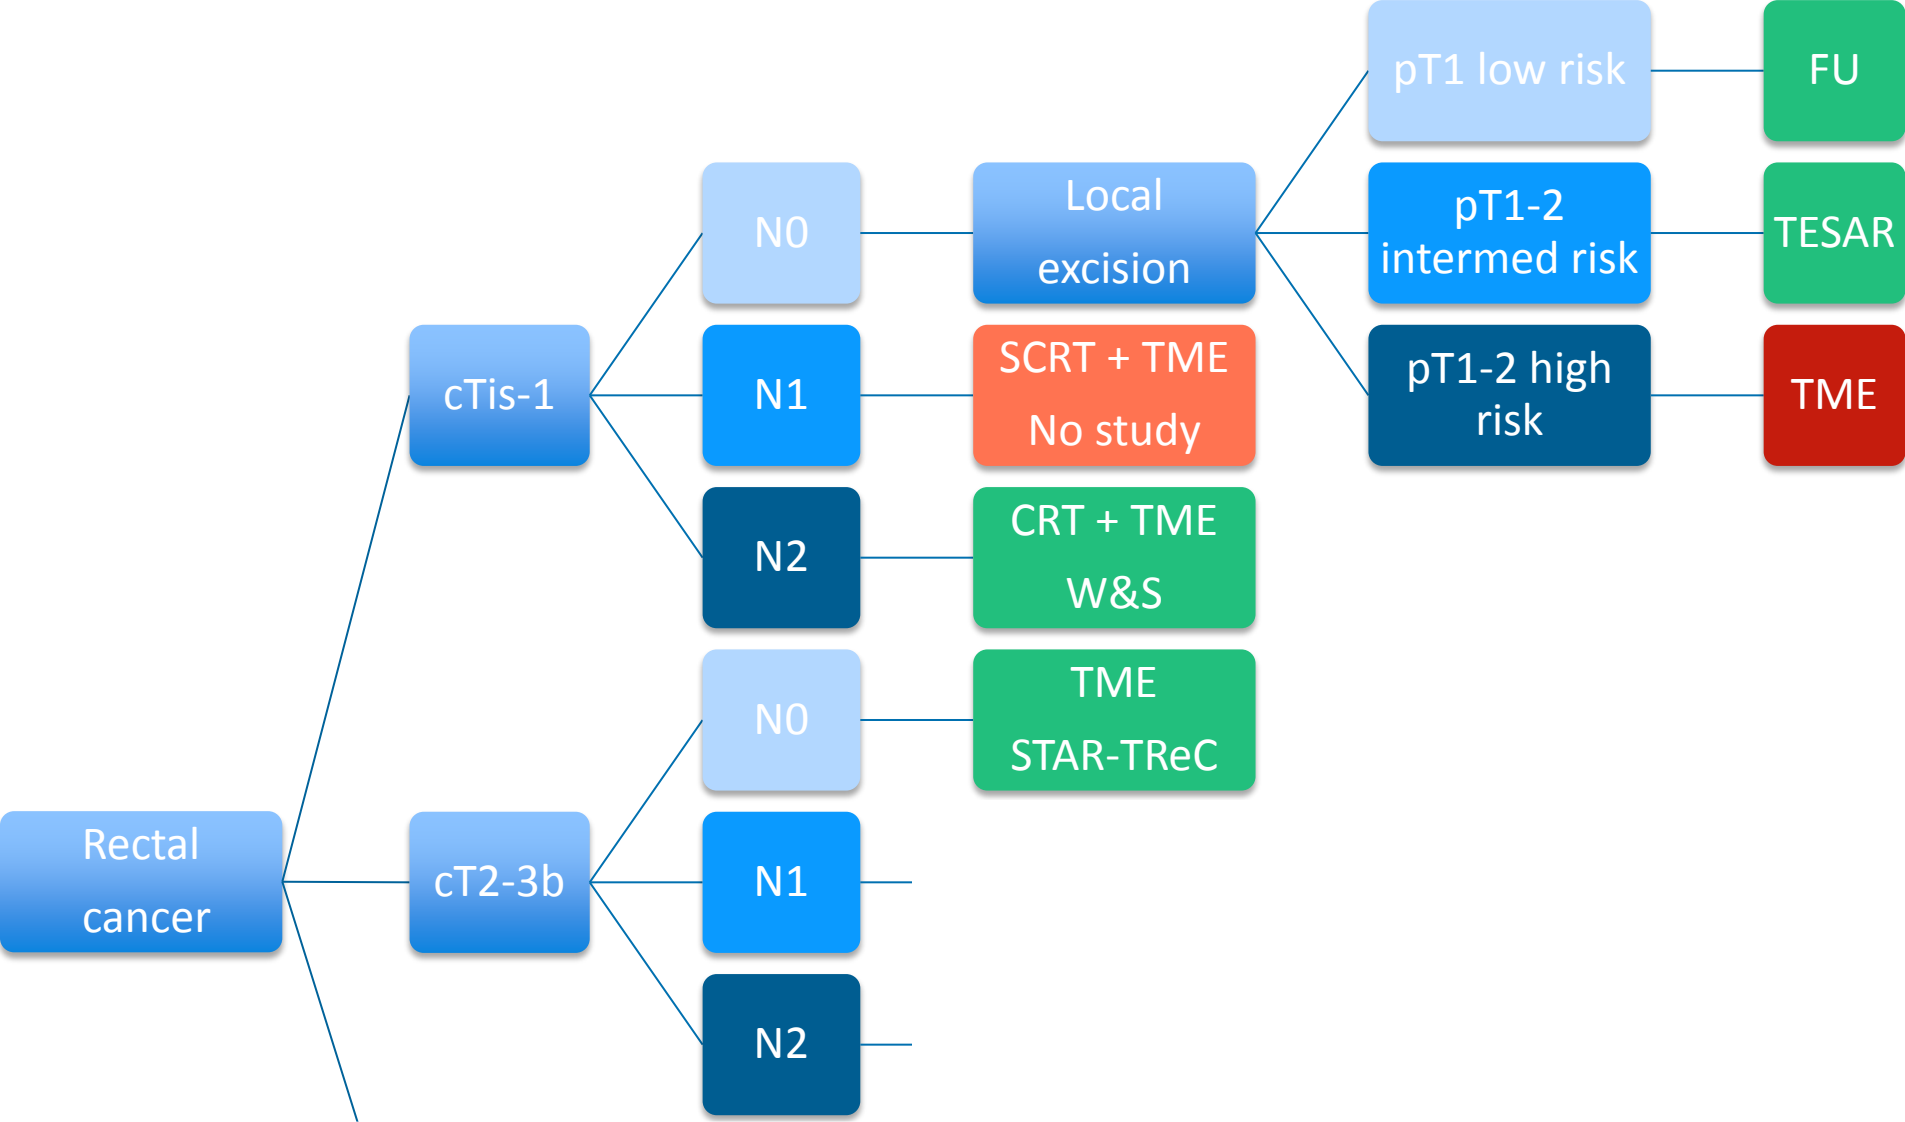 pT1 low risk
FU
N0
Local
excision
pT1-2
intermed risk
TESAR
cTis-1
N1
SCRT + TME
No study
pT1-2 high
risk
TME
N2
CRT + TME
W&S
N0
TME
STAR-TReC
Rectal
cancer
cT2-3b
N1
N2